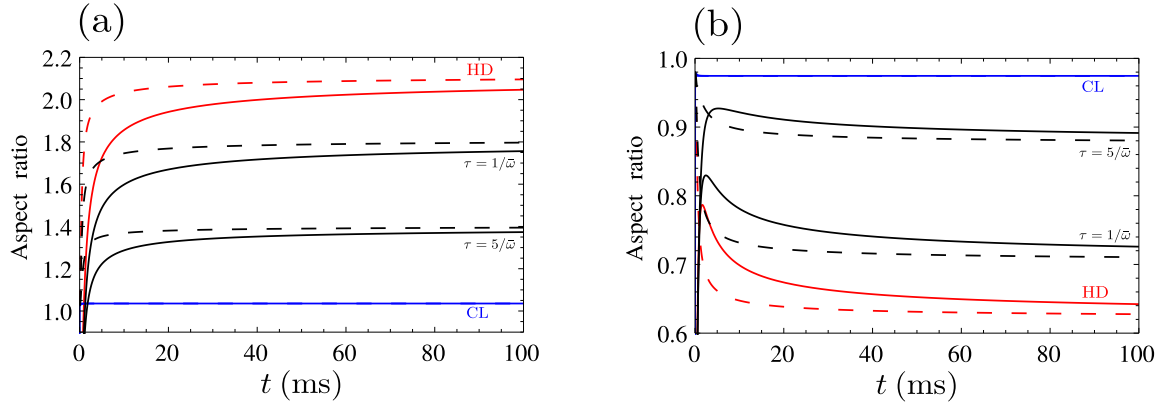 (a)
Aspect ratio
2.2
2.0
1.8
1.6
1.4
1.2
1.0
HD
τ = 1/ω̄
τ = 5/ω̄
CL
0 20 40 60 80 100
t (ms)
(b)
Aspect ratio
1.0
0.9
0.8
0.7
0.6
CL
τ = 5/ω̄
τ = 1/ω̄
HD
0 20 40 60 80 100
t (ms)